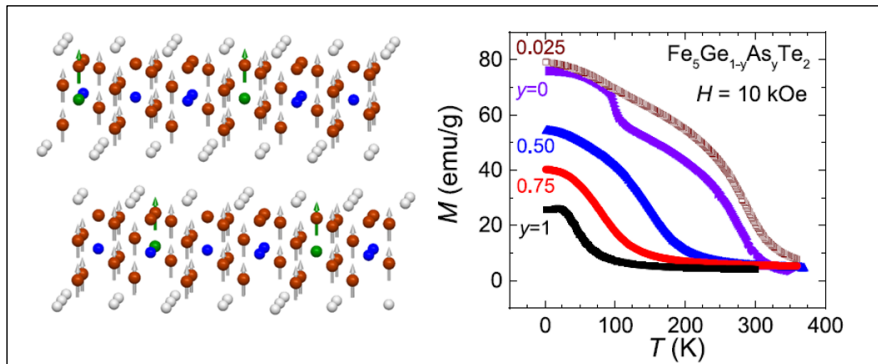 80
60
40
20
0
M (emu/g)
0.025
y=0
0.50
0.75
y=1
Fe₅Ge₁₋yAsyTe₂
H = 10 kOe
0 100 200 300 400
T (K)